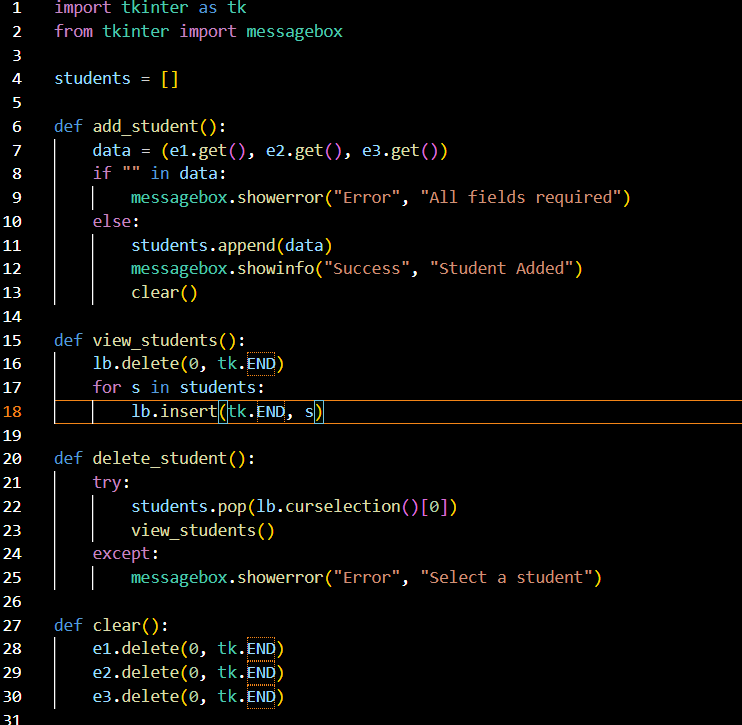 1 import tkinter as tk
2 from tkinter import messagebox
3
4 students = []
5
6 def add_student():
7     data = (e1.get(), e2.get(), e3.get())
8     if "" in data:
9         messagebox.showerror("Error", "All fields required")
10     else:
11         students.append(data)
12         messagebox.showinfo("Success", "Student Added")
13         clear()
14
15 def view_students():
16     lb.delete(0, tk.END)
17     for s in students:
18         lb.insert(tk.END, s)
19
20 def delete_student():
21     try:
22         students.pop(lb.curselection()[0])
23         view_students()
24     except:
25         messagebox.showerror("Error", "Select a student")
26
27 def clear():
28     e1.delete(0, tk.END)
29     e2.delete(0, tk.END)
30     e3.delete(0, tk.END)
31